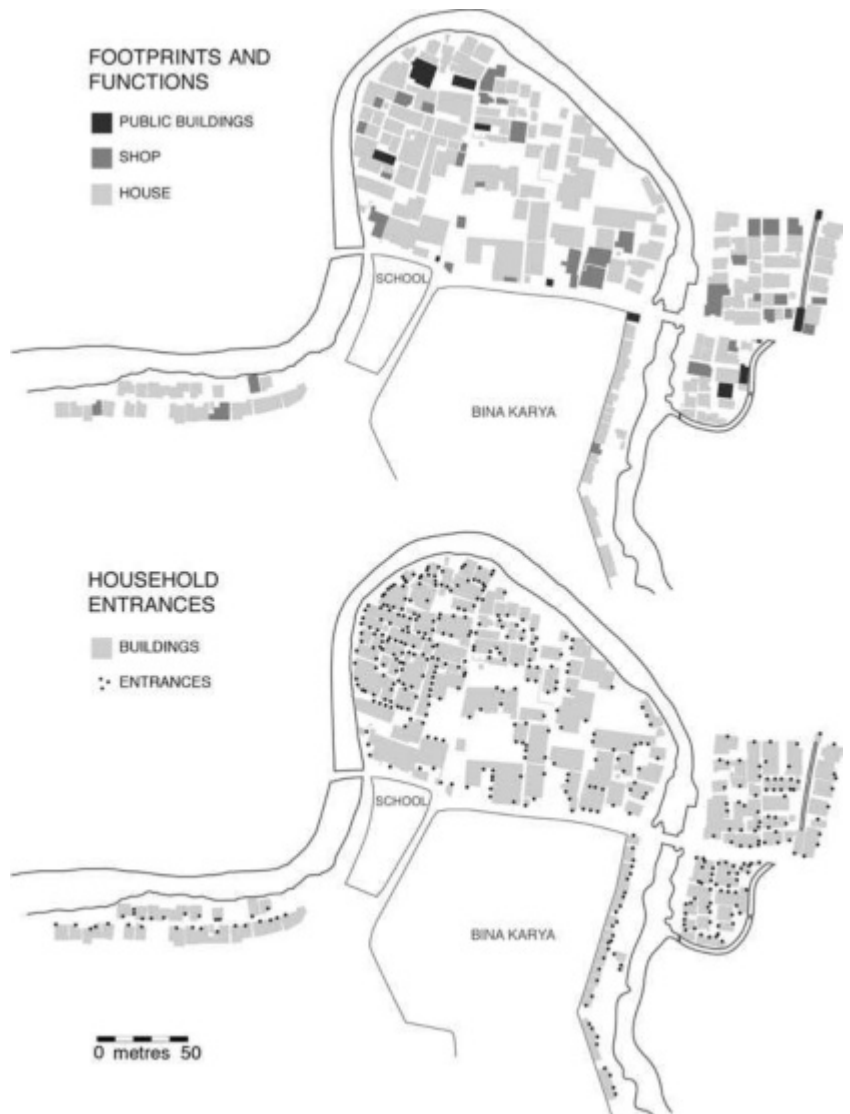 FOOTPRINTS AND
FUNCTIONS
PUBLIC BUILDINGS
SHOP
HOUSE
SCHOOL
BINA KARYA
HOUSEHOLD
ENTRANCES
BUILDINGS
ENTRANCES
SCHOOL
BINA KARYA
0 metres 50